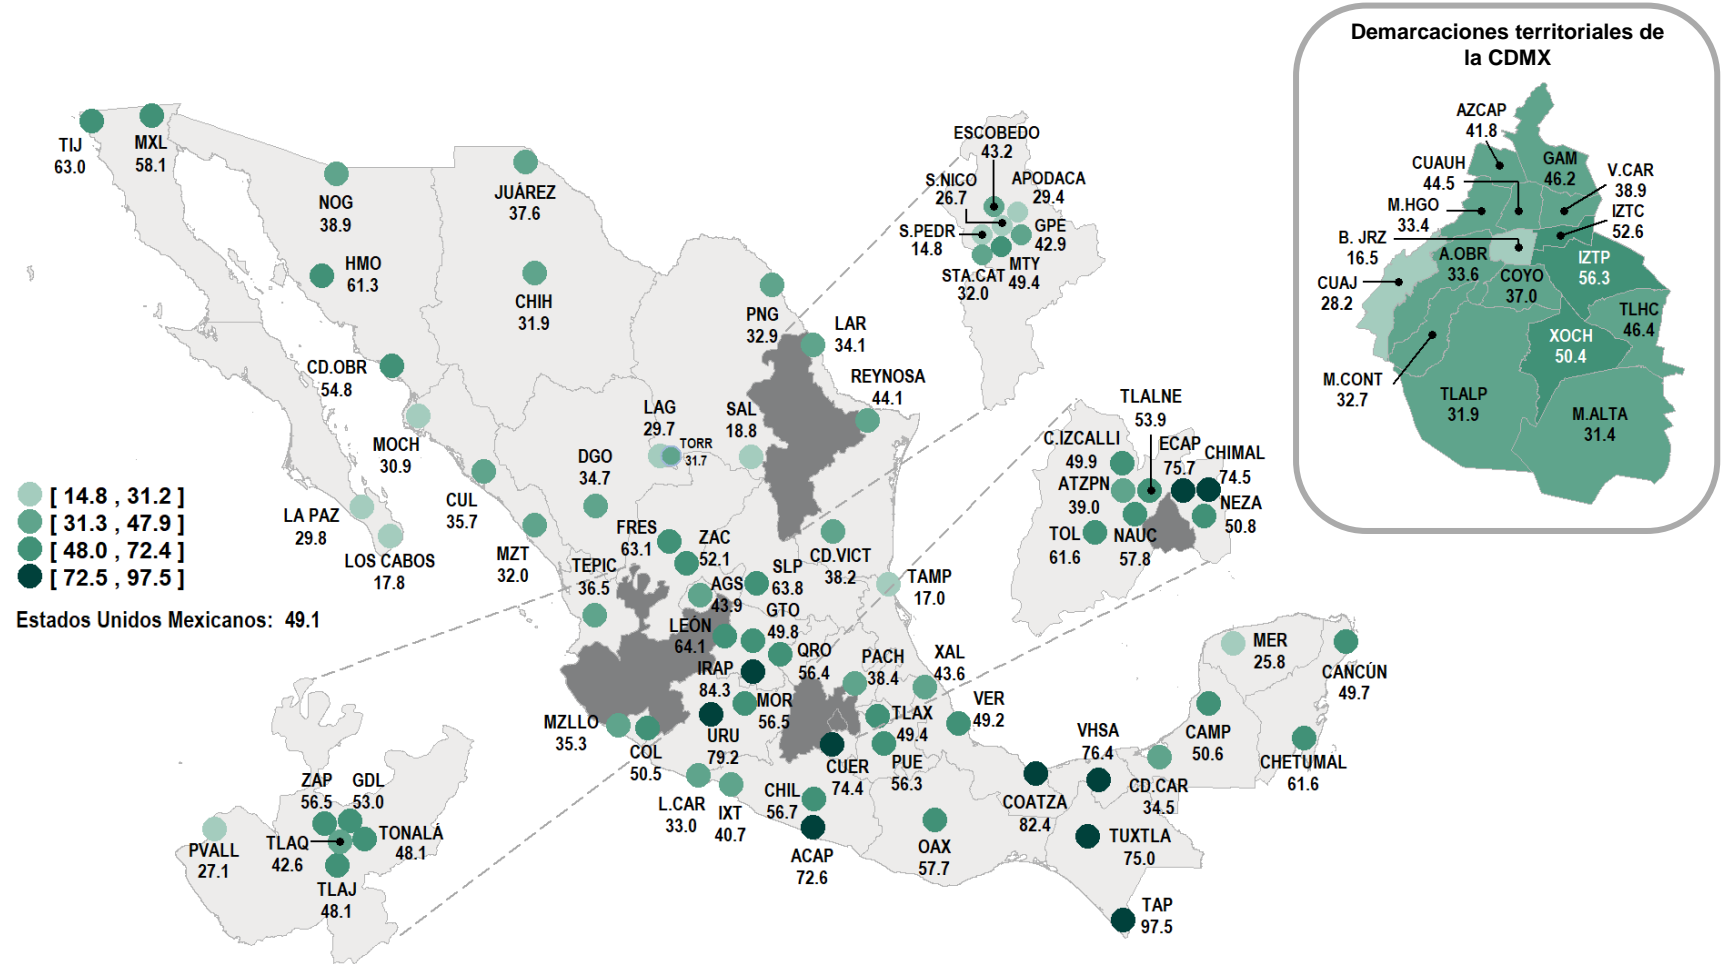 Demarcaciones territoriales de
la CDMX
AZCAP
41.8
CUAUH
44.5
GAM
46.2
V.CAR
38.9
M.HGO
33.4
IZTC
52.6
B. JRZ
16.5
A.OBR
33.6
IZTP
56.3
CUAJ
28.2
COYO
37.0
TLHC
46.4
XOCH
50.4
M.CONT
32.7
TLALP
31.9
M.ALTA
31.4
TIJ
63.0
MXL
58.1
NOG
38.9
JUÁREZ
37.6
HMO
61.3
CHIH
31.9
CD.OBR
54.8
MOCH
30.9
ESCOBEDO
43.2
S.NICO
26.7
APODACA
29.4
S.PEDR
14.8
GPE
42.9
STA.CAT
32.0
MTY
49.4
PNG
32.9
LAR
34.1
REYNOSA
44.1
LAG
29.7
TORR
31.7
SAL
18.8
DGO
34.7
CUL
35.7
LA PAZ
29.8
LOS CABOS
17.8
MZT
32.0
FRES
63.1
ZAC
52.1
TEPIC
36.5
AGS
43.9
SLP
63.8
CD.VICT
38.2
TAMP
17.0
TLALNE
53.9
C.IZCALLI
49.9
ECAP
75.7
CHIMAL
74.5
ATZPN
39.0
NEZA
50.8
TOL
61.6
NAUC
57.8
[ 14.8 , 31.2 ]
[ 31.3 , 47.9 ]
[ 48.0 , 72.4 ]
[ 72.5 , 97.5 ]
Estados Unidos Mexicanos: 49.1
GTO
49.8
LEÓN
64.1
QRO
56.4
IRAP
84.3
PACH
38.4
XAL
43.6
MOR
56.5
TLAX
49.4
VER
49.2
MZLLO
35.3
COL
50.5
URU
79.2
CUER
74.4
PUE
56.3
L.CAR
33.0
IXT
40.7
CHIL
56.7
ACAP
72.6
OAX
57.7
COATZA
82.4
VHSA
76.4
CD.CAR
34.5
CAMP
50.6
MER
25.8
CANCÚN
49.7
CHETUMAL
61.6
TUXTLA
75.0
TAP
97.5
ZAP
56.5
GDL
53.0
PVALL
27.1
TLAQ
42.6
TONALÁ
48.1
TLAJ
48.1